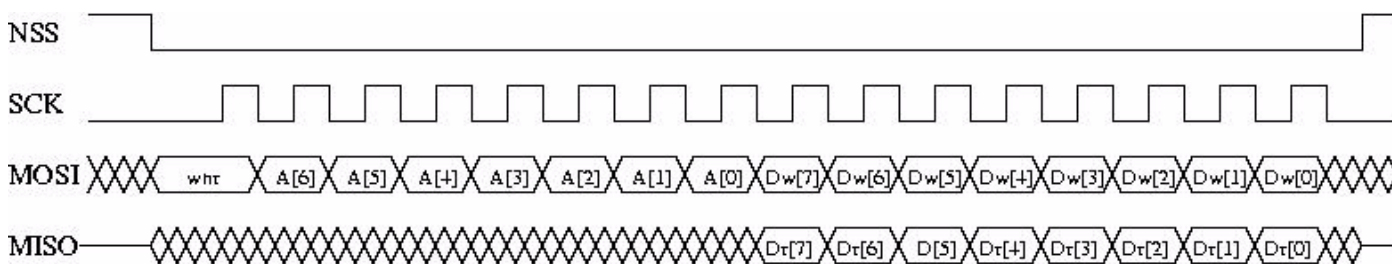 NSS
SCK
MOSI whr A[6] A[5] A[4] A[3] A[2] A[1] A[0] Dw[7] Dw[6] Dw[5] Dw[4] Dw[3] Dw[2] Dw[1] Dw[0]
MISO Dr[7] Dr[6] D[5] Dr[4] Dr[3] Dr[2] Dr[1] Dr[0]